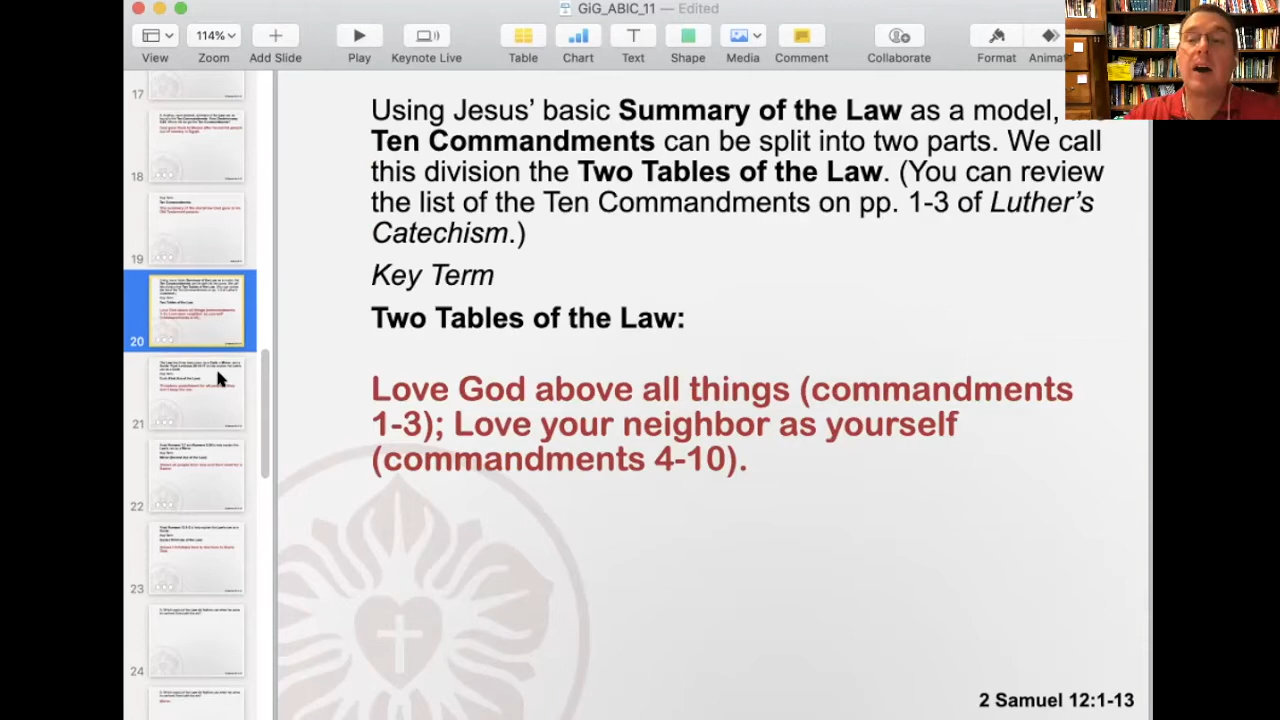 GiG_ABIC_11 — Edited
View
114%
Zoom
Add Slide
Play
Keynote Live
Table
Chart
Text
Shape
Media
Comment
Collaborate
Format
Animat
17
18
19
20
21
22
23
24
Using Jesus’ basic Summary of the Law as a model,
Ten Commandments can be split into two parts. We call
this division the Two Tables of the Law. (You can review
the list of the Ten Commandments on pp. 1-3 of Luther’s
Catechism.)
Key Term
Two Tables of the Law:
Love God above all things (commandments
1-3); Love your neighbor as yourself
(commandments 4-10).
2 Samuel 12:1-13